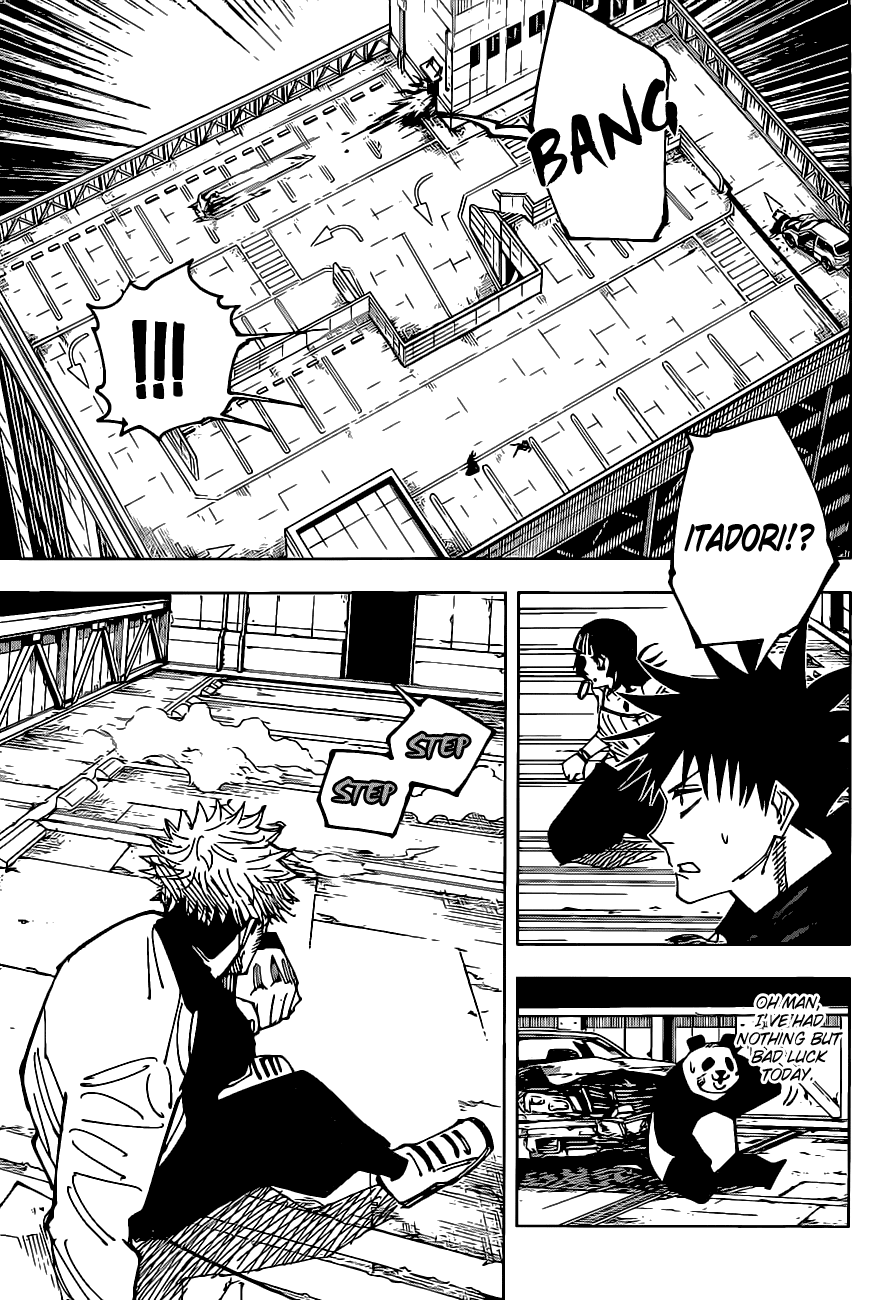 BANG
!!!
ITADORI!?
STEP
STEP
OH MAN,
I'VE HAD
NOTHING BUT
BAD LUCK
TODAY.